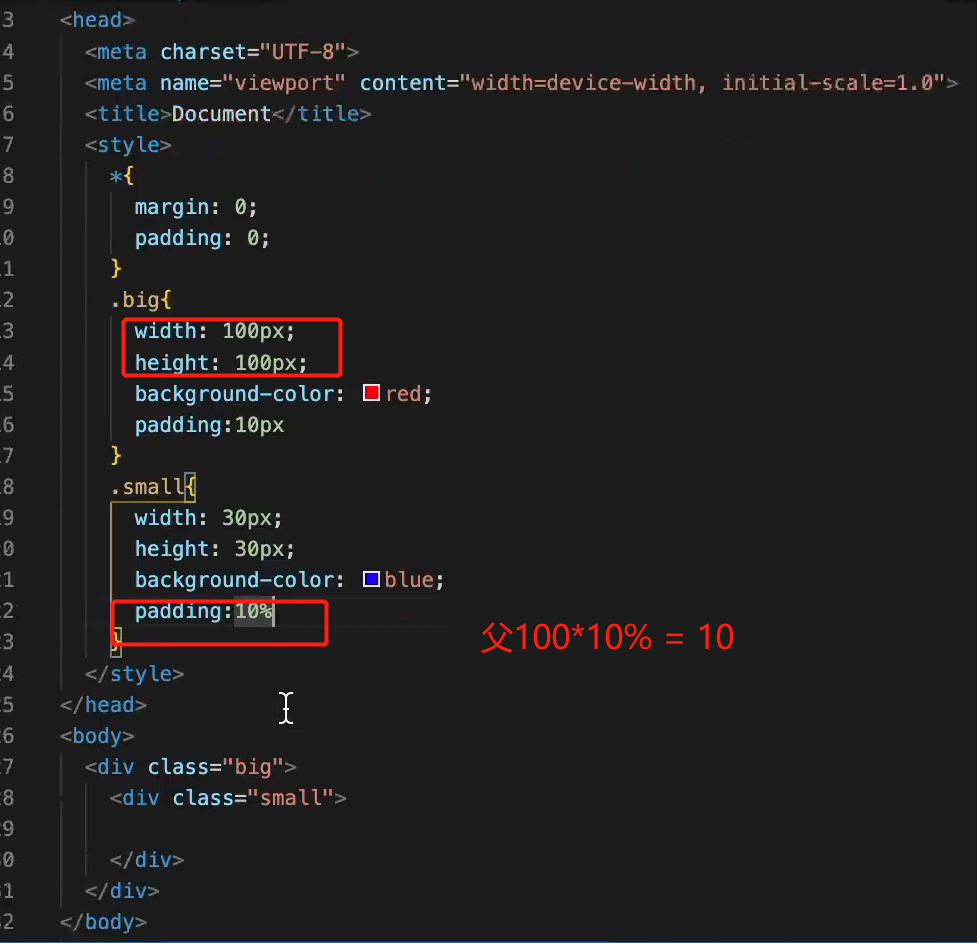 3 <head>
4 <meta charset="UTF-8">
5 <meta name="viewport" content="width=device-width, initial-scale=1.0">
6 <title>Document</title>
7 <style>
8 *{
9 margin: 0;
0 padding: 0;
1 }
2 .big{
3 width: 100px;
4 height: 100px;
5 background-color: red;
6 padding:10px
7 }
8 .small{
9 width: 30px;
0 height: 30px;
1 background-color: blue;
2 padding:10%
3 }
父100*10% = 10
4 </style>
5 </head>
6 <body>
7 <div class="big">
8 <div class="small">
9
0 </div>
1 </div>
2 </body>